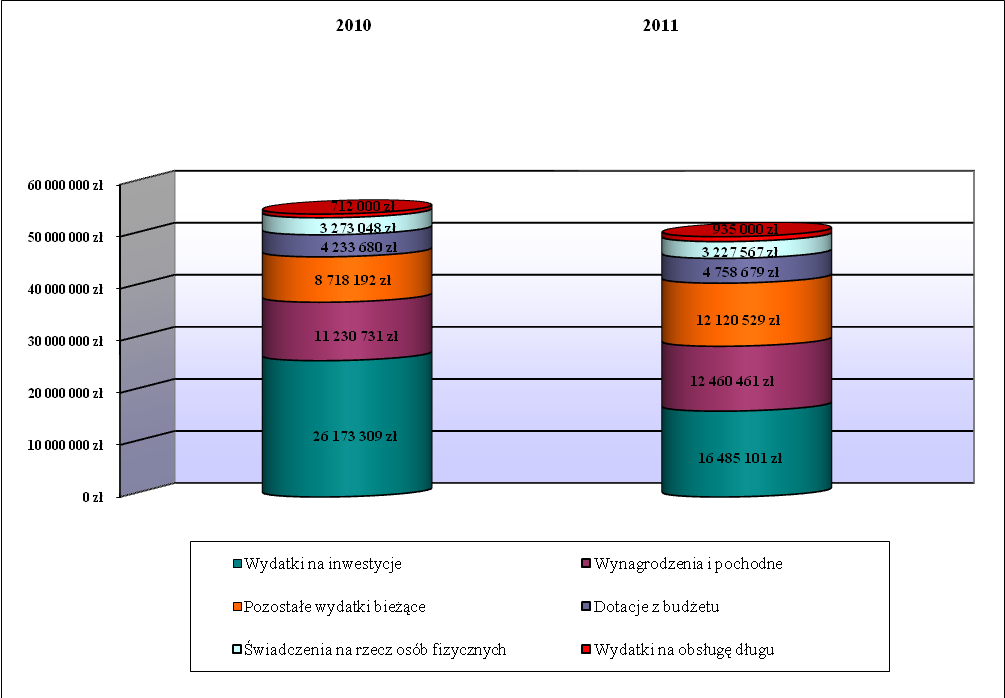 2010 2011
60 000 000 zł
50 000 000 zł
40 000 000 zł
30 000 000 zł
20 000 000 zł
10 000 000 zł
0 zł
712 000 zł
3 273 048 zł
4 233 680 zł
8 718 192 zł
11 230 731 zł
26 173 309 zł
935 000 zł
3 227 567 zł
4 758 679 zł
12 120 529 zł
12 460 461 zł
16 485 101 zł
Wydatki na inwestycje Wynagrodzenia i pochodne
Pozostałe wydatki bieżące Dotacje z budżetu
Świadczenia na rzecz osób fizycznych Wydatki na obsługę długu